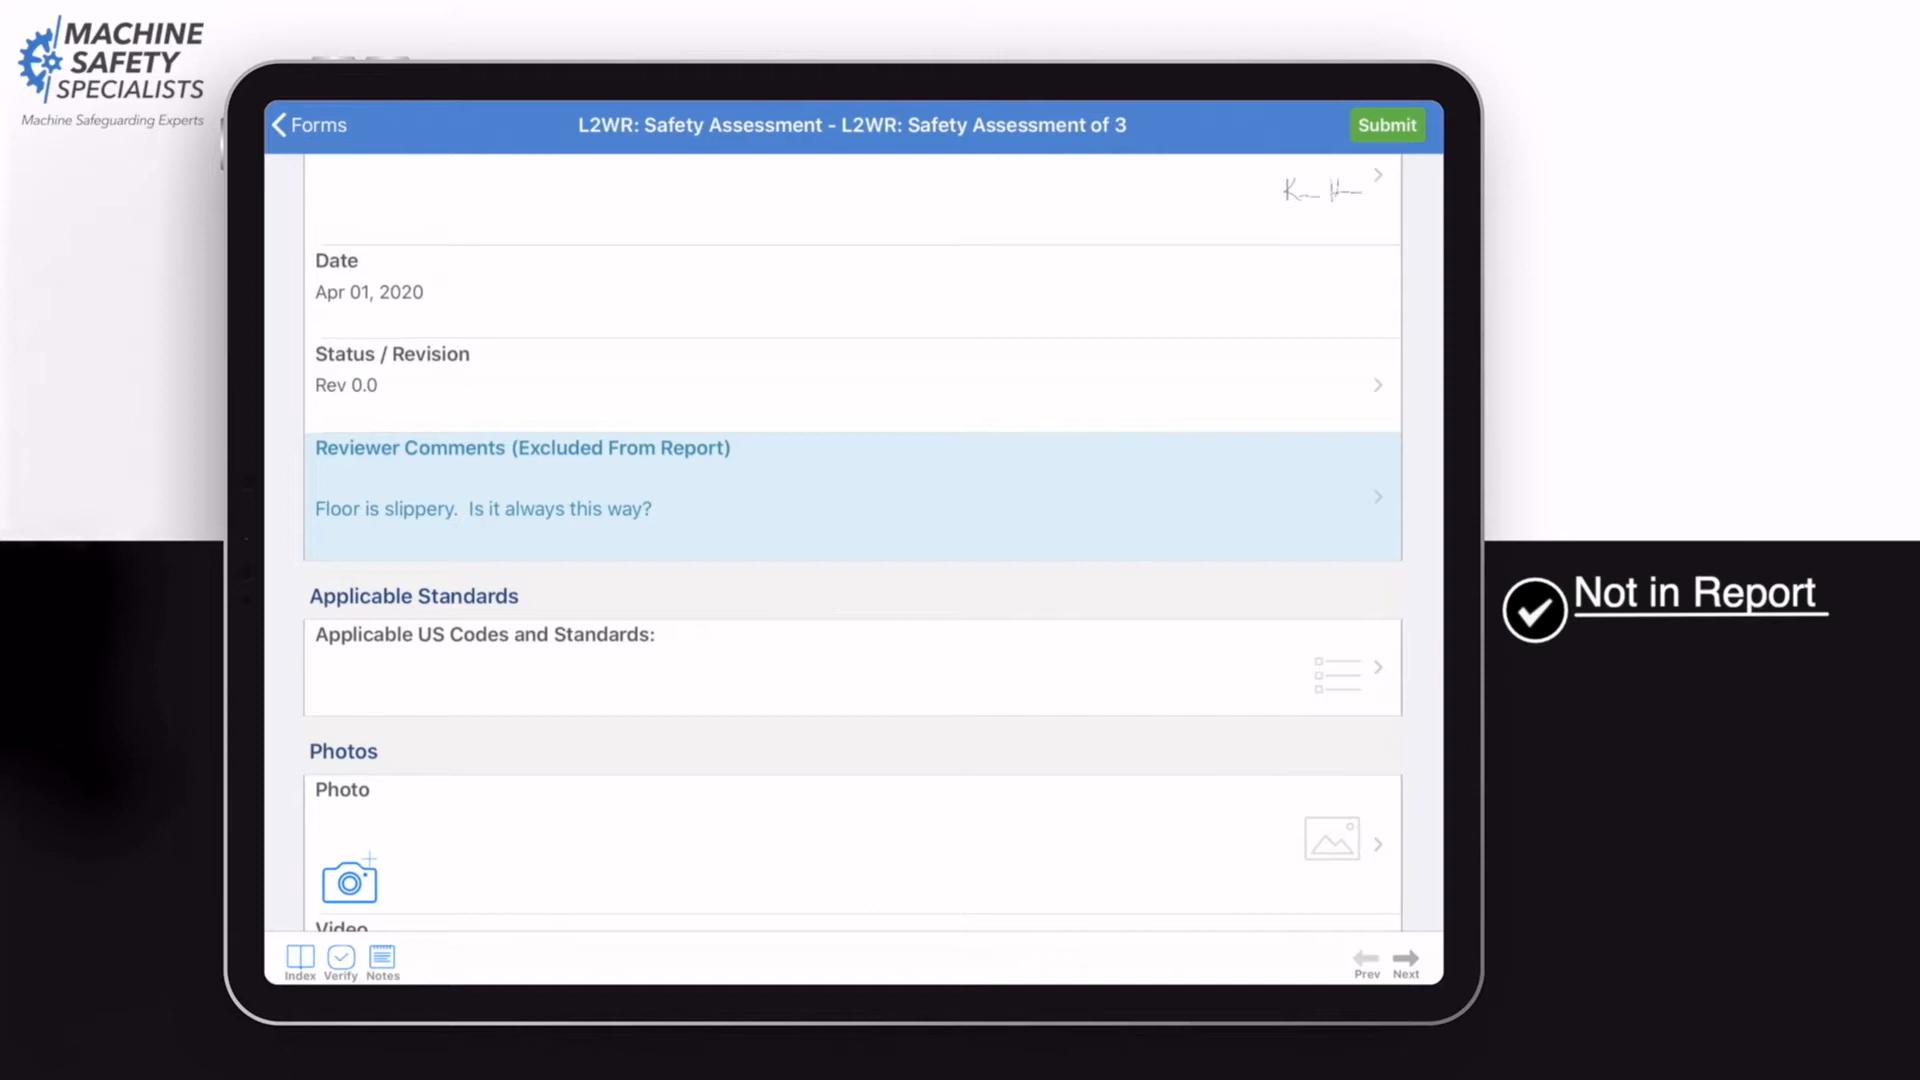 MACHINE
SAFETY
SPECIALISTS
Machine Safeguarding Experts
Forms
L2WR: Safety Assessment - L2WR: Safety Assessment of 3
Submit
Date
Apr 01, 2020
Status / Revision
Rev 0.0
Reviewer Comments (Excluded From Report)
Floor is slippery.  Is it always this way?
Not in Report
Applicable Standards
Applicable US Codes and Standards:
Photos
Photo
Video
Index Verify Notes
Prev Next